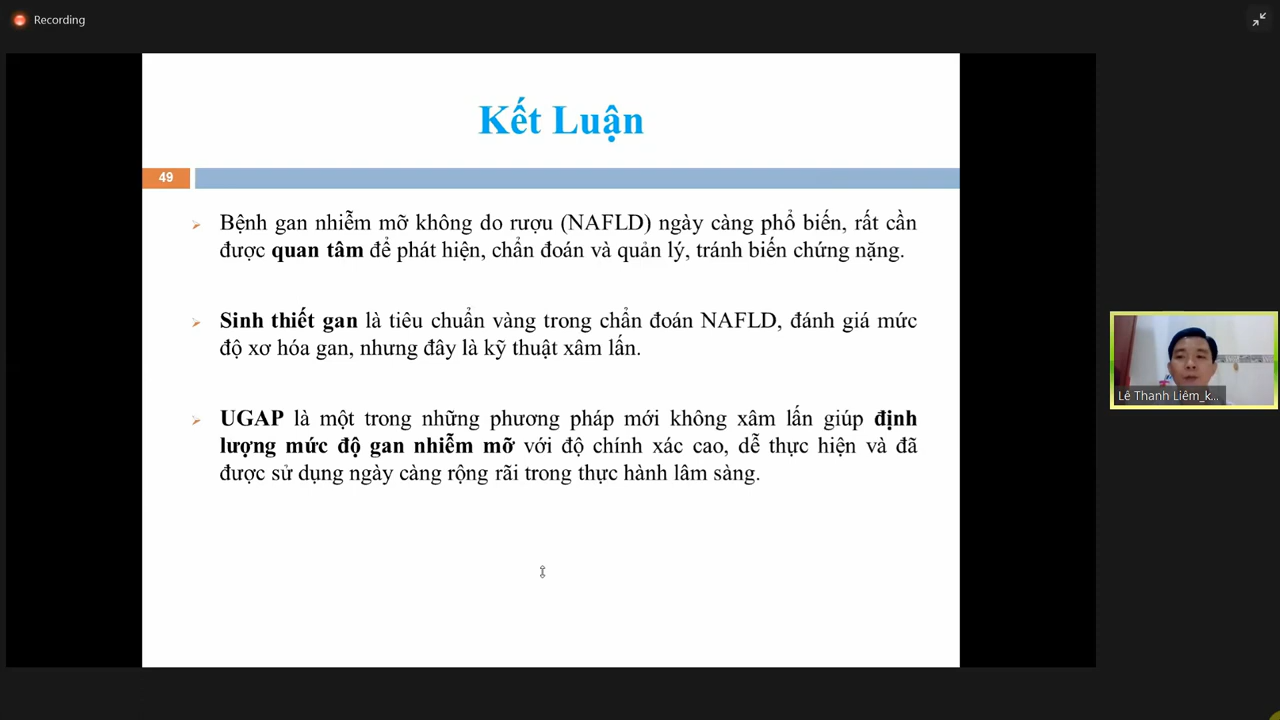 Recording
Kết Luận
49
Bệnh gan nhiễm mỡ không do rượu (NAFLD) ngày càng phổ biến, rất cần
được quan tâm để phát hiện, chẩn đoán và quản lý, tránh biến chứng nặng.
Sinh thiết gan là tiêu chuẩn vàng trong chẩn đoán NAFLD, đánh giá mức
độ xơ hóa gan, nhưng đây là kỹ thuật xâm lấn.
UGAP là một trong những phương pháp mới không xâm lấn giúp định
lượng mức độ gan nhiễm mỡ với độ chính xác cao, dễ thực hiện và đã
được sử dụng ngày càng rộng rãi trong thực hành lâm sàng.
Lê Thanh Liêm_k...